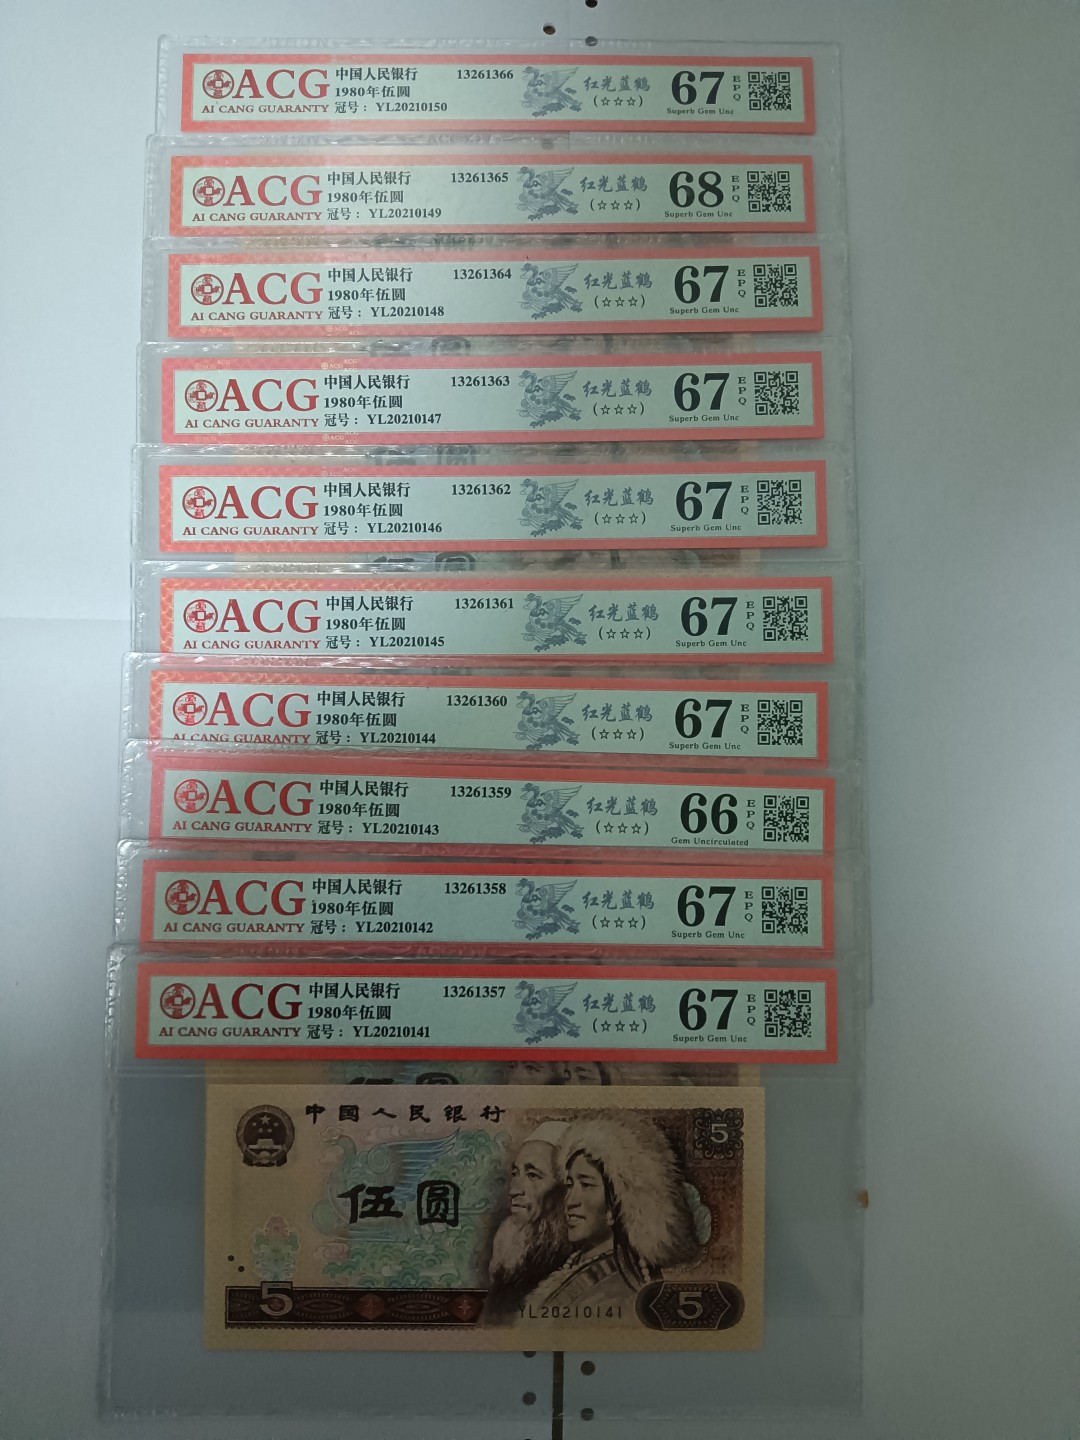 ACG 中国人民银行 13261366 红光蓝鹤 67 EPQ
1980年伍圆 (☆☆☆)
AI CANG GUARANTY 冠号：YL20210150 Superb Gem Unc
ACG 中国人民银行 13261365 红光蓝鹤 68 EPQ
1980年伍圆 (☆☆☆)
AI CANG GUARANTY 冠号：YL20210149 Superb Gem Unc
ACG 中国人民银行 13261364 红光蓝鹤 67 EPQ
1980年伍圆 (☆☆☆)
AI CANG GUARANTY 冠号：YL20210148 Superb Gem Unc
ACG 中国人民银行 13261363 红光蓝鹤 67 EPQ
1980年伍圆 (☆☆☆)
AI CANG GUARANTY 冠号：YL20210147 Superb Gem Unc
ACG 中国人民银行 13261362 红光蓝鹤 67 EPQ
1980年伍圆 (☆☆☆)
AI CANG GUARANTY 冠号：YL20210146 Superb Gem Unc
ACG 中国人民银行 13261361 红光蓝鹤 67 EPQ
1980年伍圆 (☆☆☆)
AI CANG GUARANTY 冠号：YL20210145 Superb Gem Unc
ACG 中国人民银行 13261360 红光蓝鹤 67 EPQ
1980年伍圆 (☆☆☆)
AI CANG GUARANTY 冠号：YL20210144 Superb Gem Unc
ACG 中国人民银行 13261359 红光蓝鹤 66 EPQ
1980年伍圆 (☆☆☆)
AI CANG GUARANTY 冠号：YL20210143 Gem Uncirculated
ACG 中国人民银行 13261358 红光蓝鹤 67 EPQ
1980年伍圆 (☆☆☆)
AI CANG GUARANTY 冠号：YL20210142 Superb Gem Unc
ACG 中国人民银行 13261357 红光蓝鹤 67 EPQ
1980年伍圆 (☆☆☆)
AI CANG GUARANTY 冠号：YL20210141 Superb Gem Unc
中国人民银行
5
伍圆
5 YL20210141 5